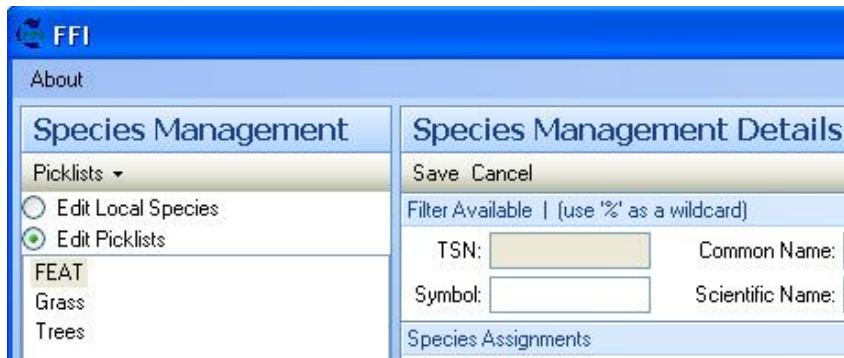 FFI
About
Species Management
Picklists
Edit Local Species
Edit Picklists
FEAT
Grass
Trees
Species Management Details
Save Cancel
Filter Available | (use '%' as a wildcard)
TSN: Common Name:
Symbol: Scientific Name:
Species Assignments